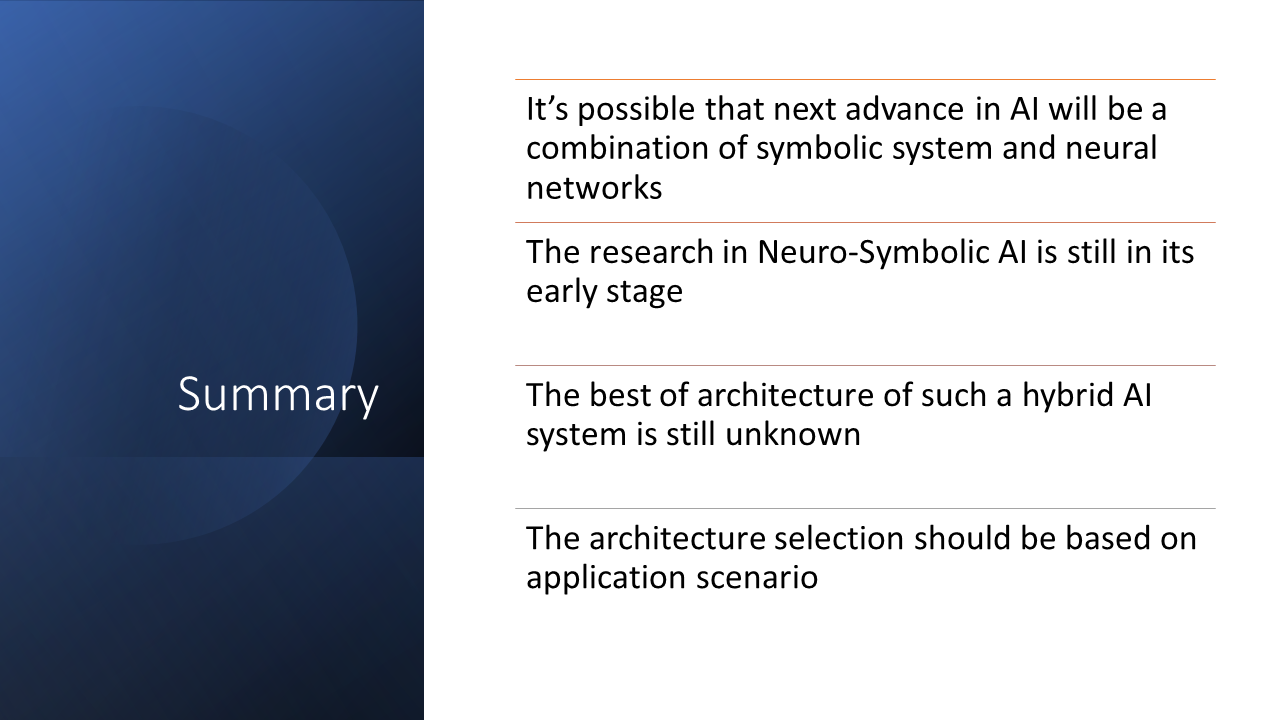 Summary
It’s possible that next advance in AI will be a
combination of symbolic system and neural
networks
The research in Neuro-Symbolic AI is still in its
early stage
The best of architecture of such a hybrid AI
system is still unknown
The architecture selection should be based on
application scenario